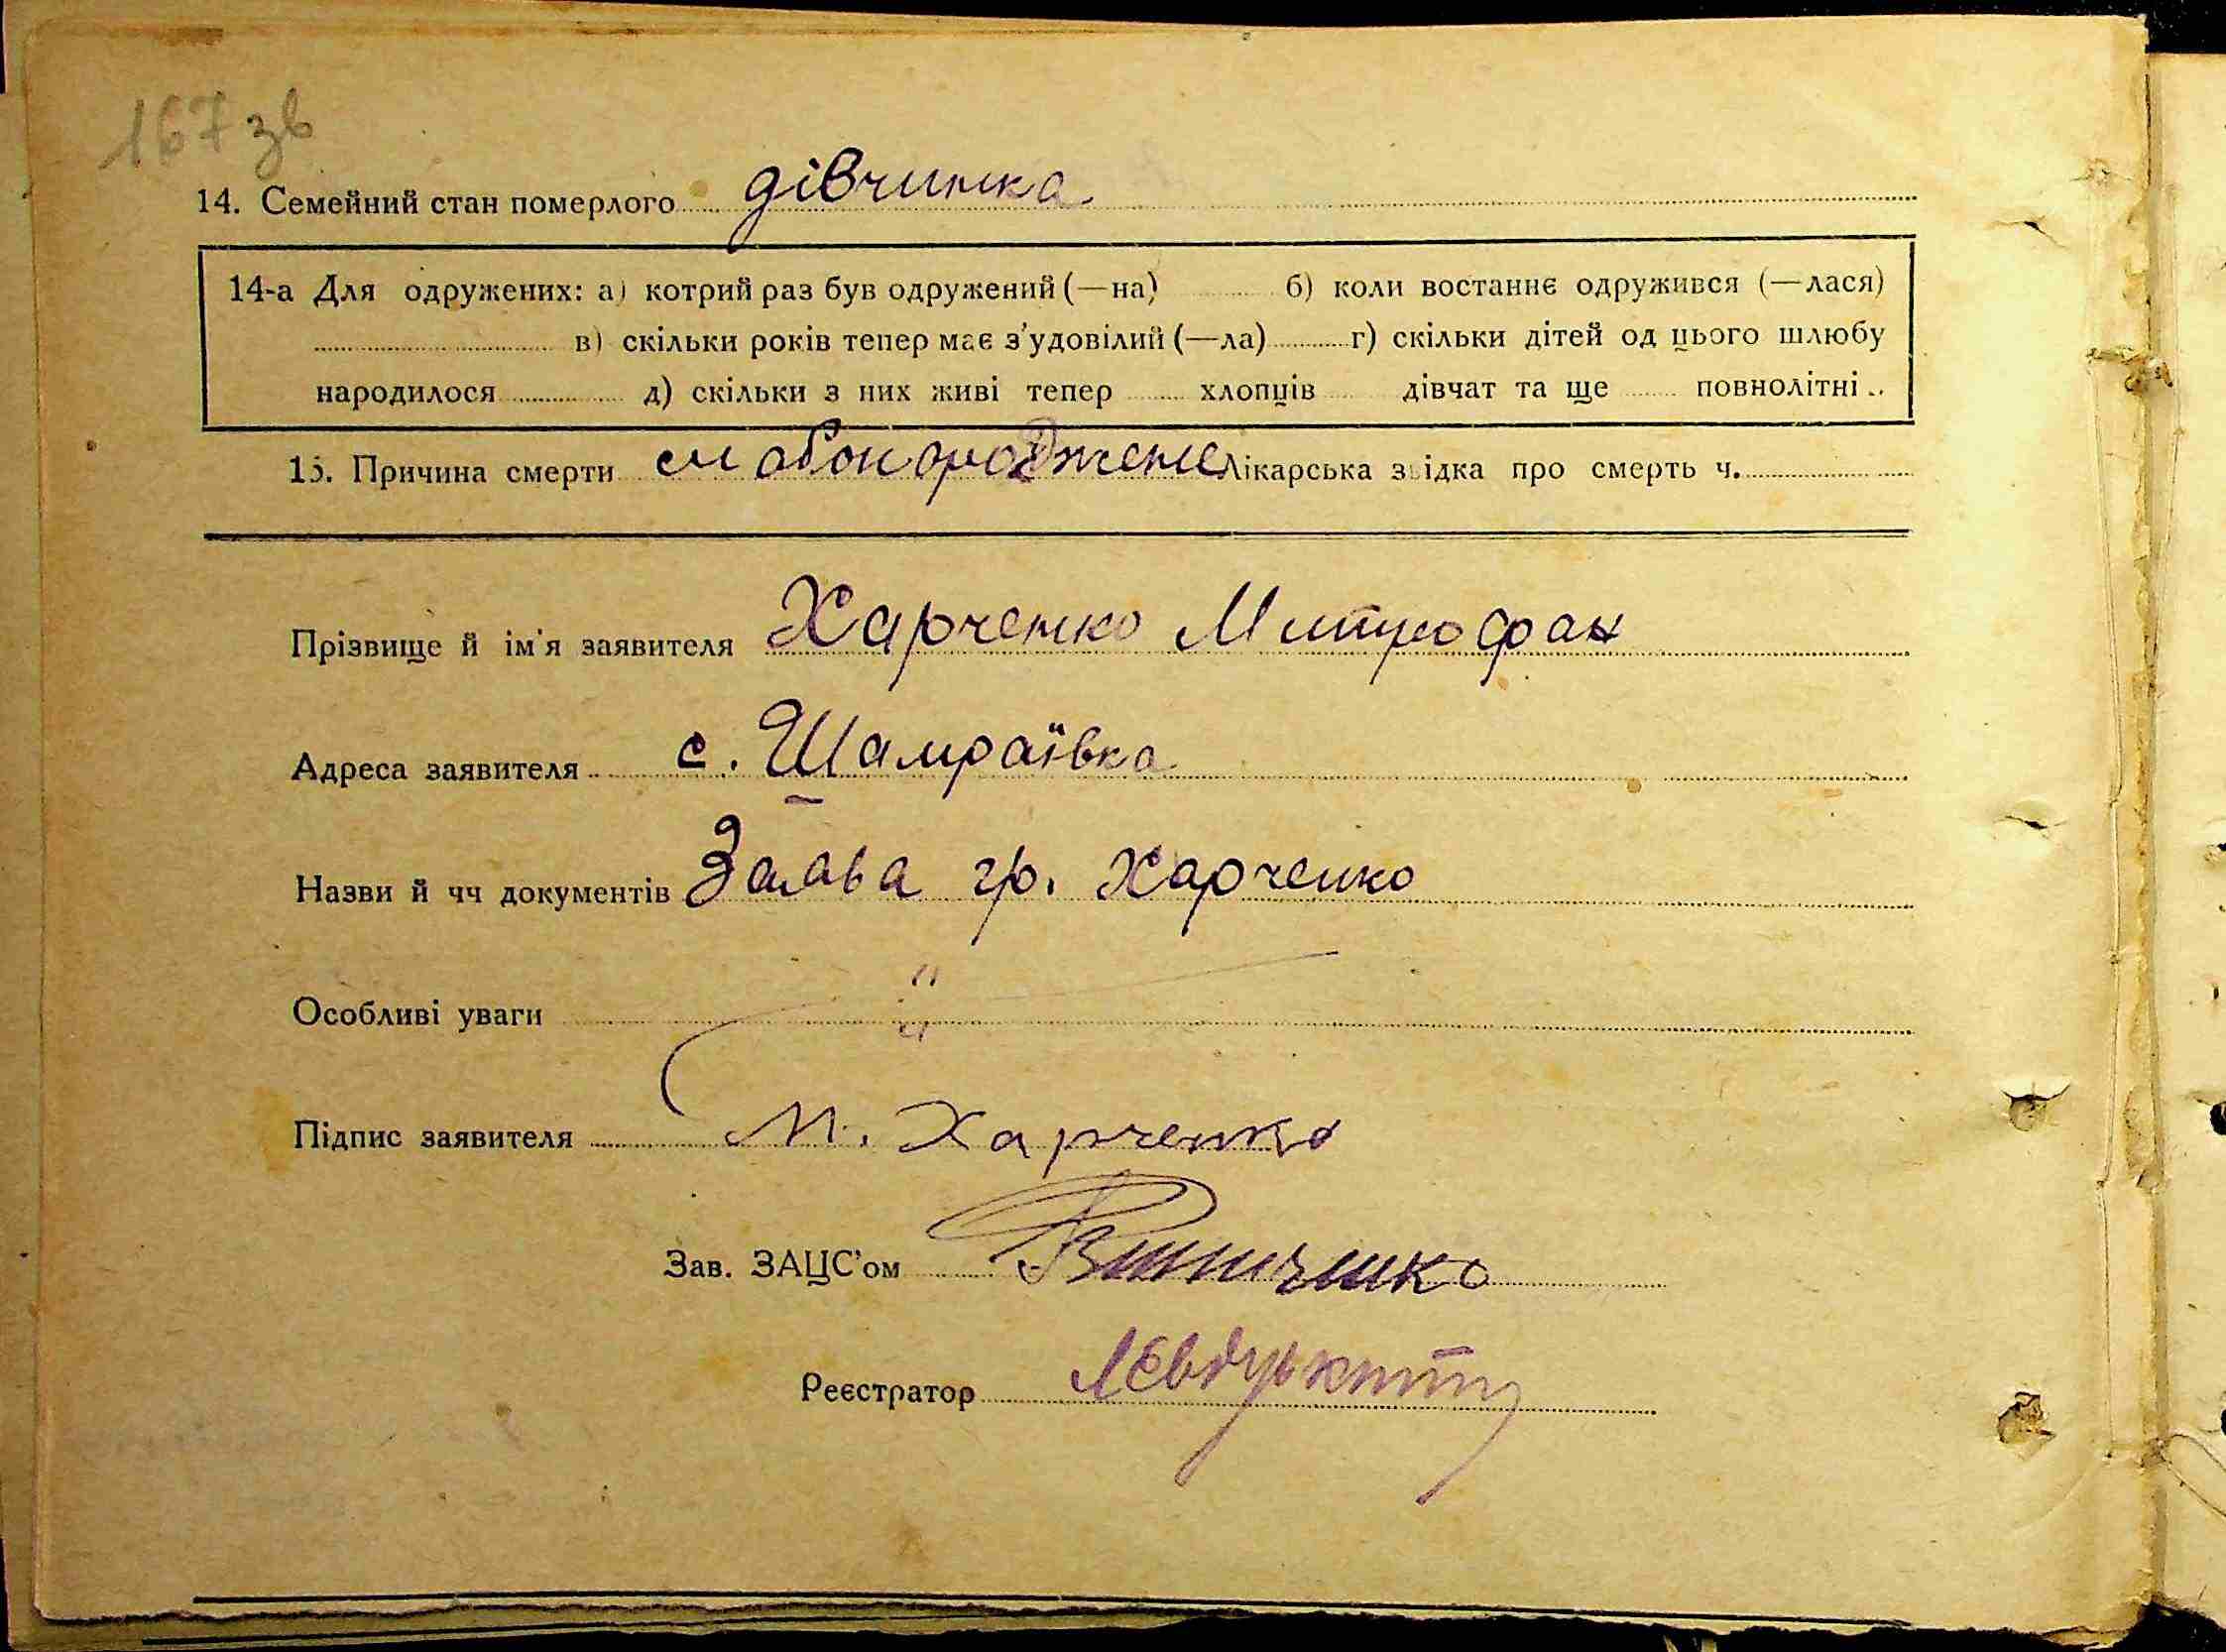 167 зв
14. Семейний стан померлого дівчинка
14-а Для одружених: а) котрий раз був одружений (—на) б) коли востаннє одружився (—лася)
в) скільки років тепер має з'удовілий (—ла) г) скільки дітей од цього шлюбу
народилося д) скільки з них живі тепер хлопців дівчат та ще повнолітні
15. Причина смерти слабонороджене Лікарська звідка про смерть ч.
Прізвище й ім'я заявителя Харченко Митрофан
Адреса заявителя с. Шамраївка
Назви й чч документів Заява гр. Харченко
Особливі уваги "
Підпис заявителя М. Харченко
Зав. ЗАЦС'ом Винниченко
Реєстратор